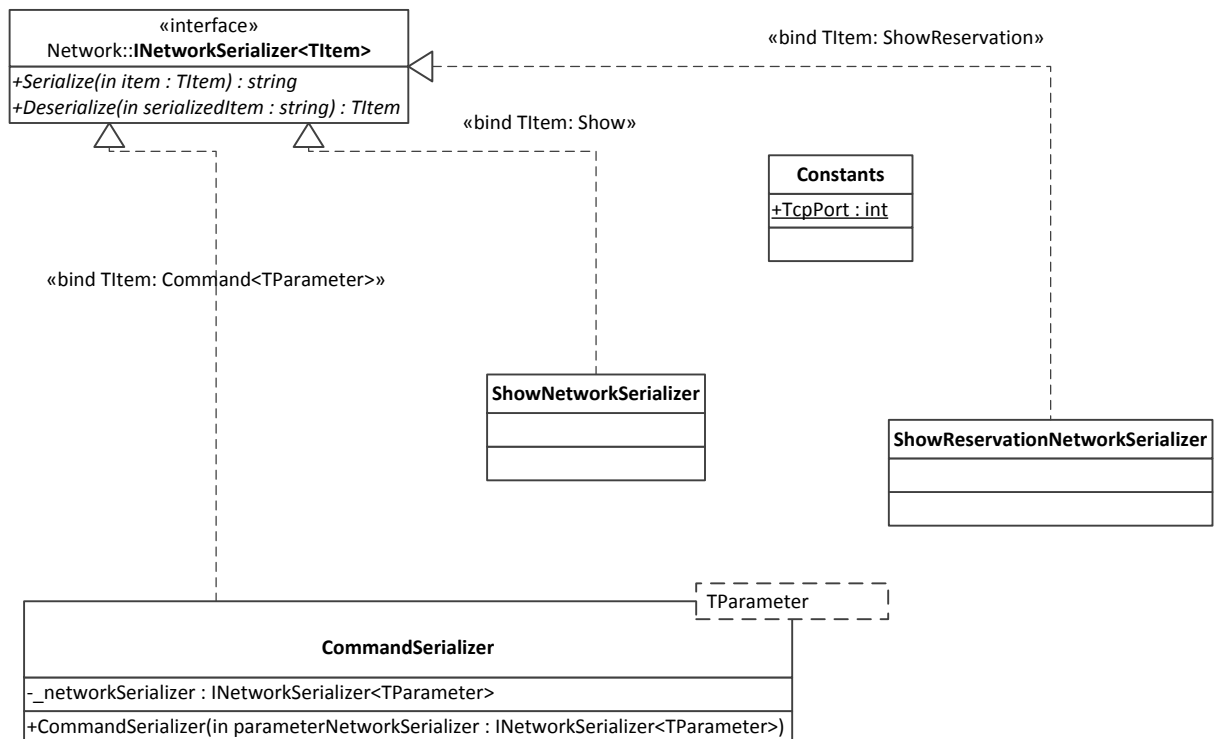 «interface»
Network::INetworkSerializer<TItem>
+Serialize(in item : TItem) : string
+Deserialize(in serializedItem : string) : TItem
«bind TItem: ShowReservation»
«bind TItem: Show»
Constants
+TcpPort : int
«bind TItem: Command<TParameter>»
ShowNetworkSerializer
ShowReservationNetworkSerializer
TParameter
CommandSerializer
-_networkSerializer : INetworkSerializer<TParameter>
+CommandSerializer(in parameterNetworkSerializer : INetworkSerializer<TParameter>)